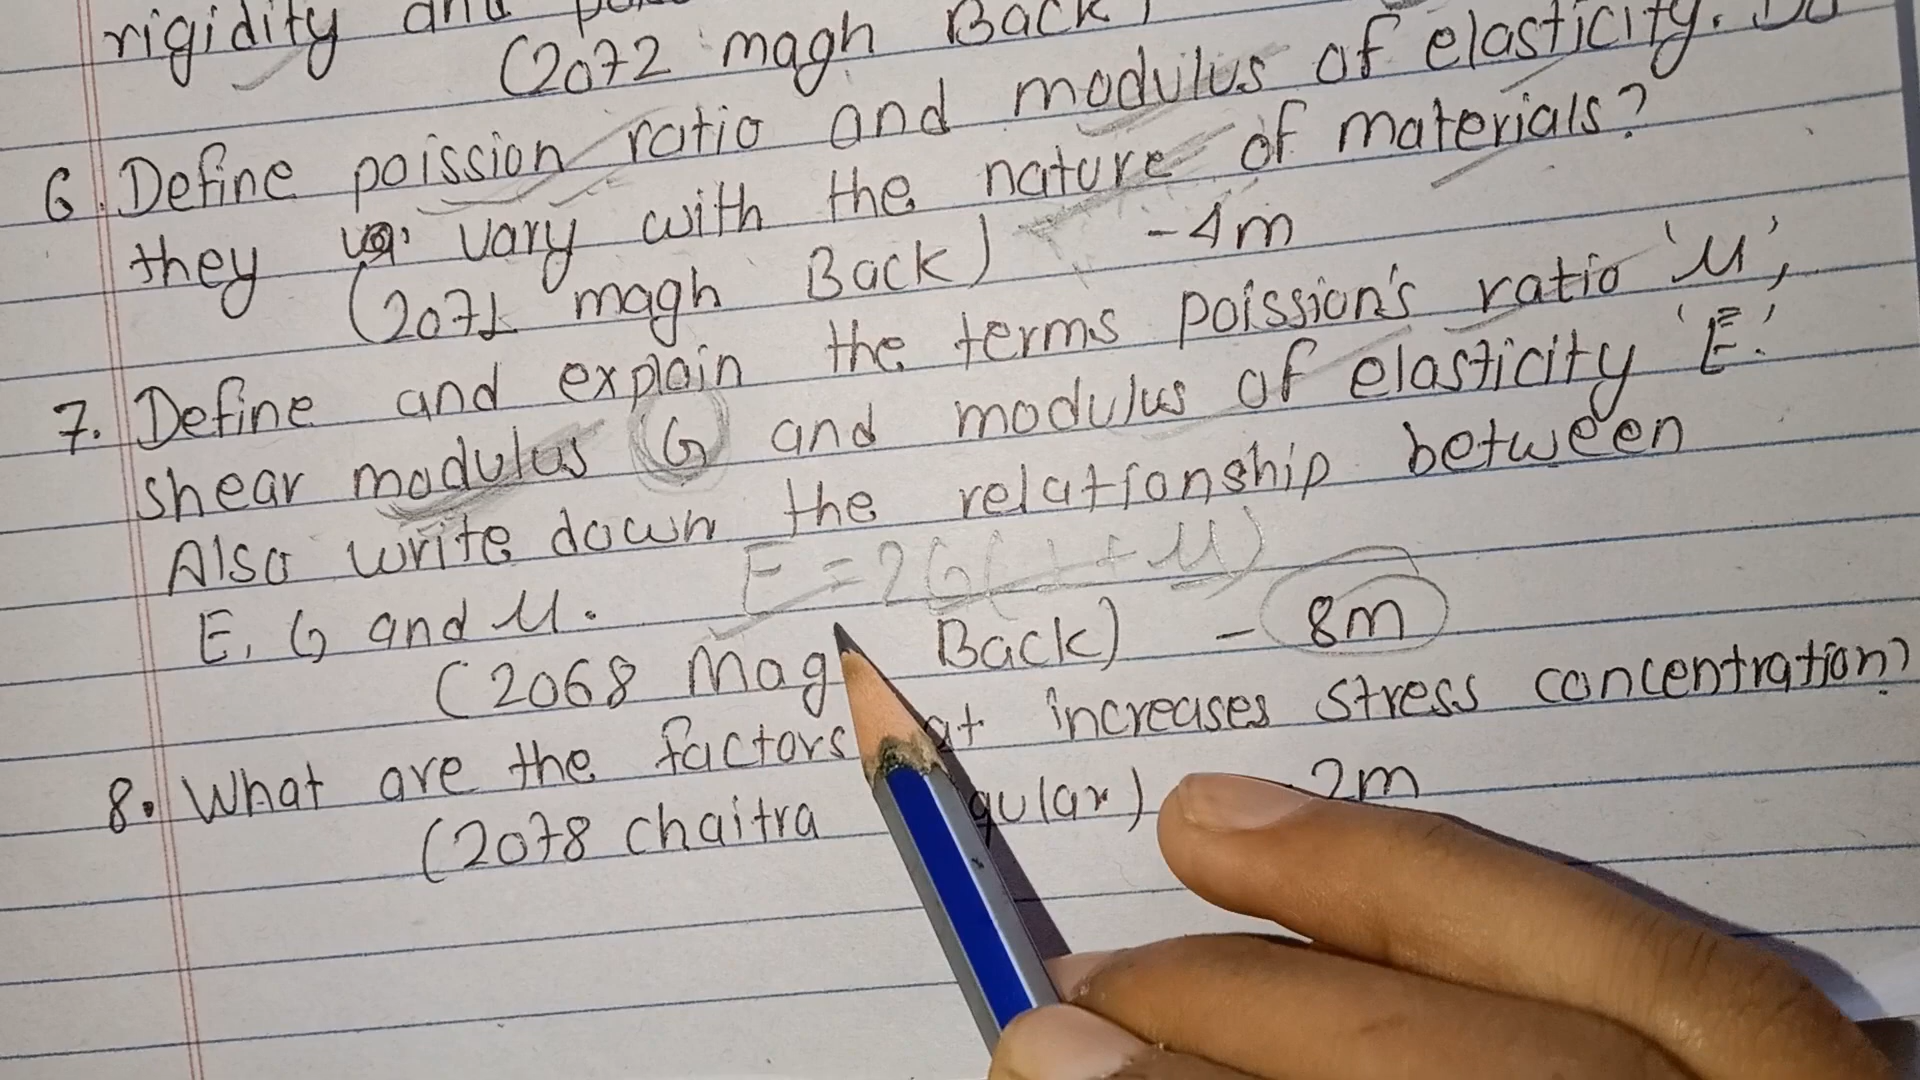 rigidity and
(2072 magh Back)
6. Define poission ratio and modulus of elasticity. Do
they vary with the nature of materials?
(2071 magh Back) - 4m
7. Define and explain the terms poission's ratio 'μ',
shear modulus G and modulus of elasticity 'E'.
Also write down the relationship between
E, G and μ. E = 2G(1+μ)
(2068 Mag Back) - 8m
8. What are the factors at increases stress concentration?
(2078 chaitra gular) - 2m